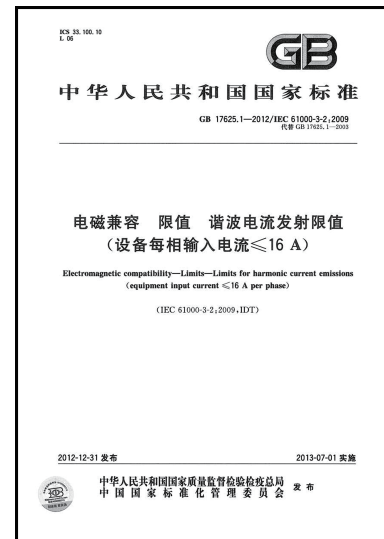 ICS 33.100.10
L 06
GB
中华人民共和国国家标准
GB 17625.1—2012/IEC 61000-3-2:2009
代替 GB 17625.1—2003
电磁兼容 限值 谐波电流发射限值
(设备每相输入电流≤16 A)
Electromagnetic compatibility—Limits—Limits for harmonic current emissions
(equipment input current ≤16 A per phase)
(IEC 61000-3-2:2009,IDT)
2012-12-31 发布
2013-07-01 实施
中华人民共和国国家质量监督检验检疫总局
中国国家标准化管理委员会
发布